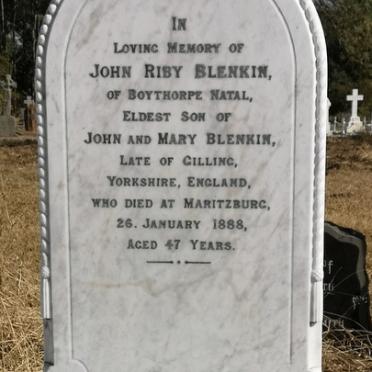 IN
LOVING MEMORY OF
JOHN RIBY BLENKIN,
OF BOYTHORPE NATAL,
ELDEST SON OF
JOHN AND MARY BLENKIN,
LATE OF GILLING,
YORKSHIRE, ENGLAND,
WHO DIED AT MARITZBURG,
26. JANUARY 1888,
AGED 47 YEARS.